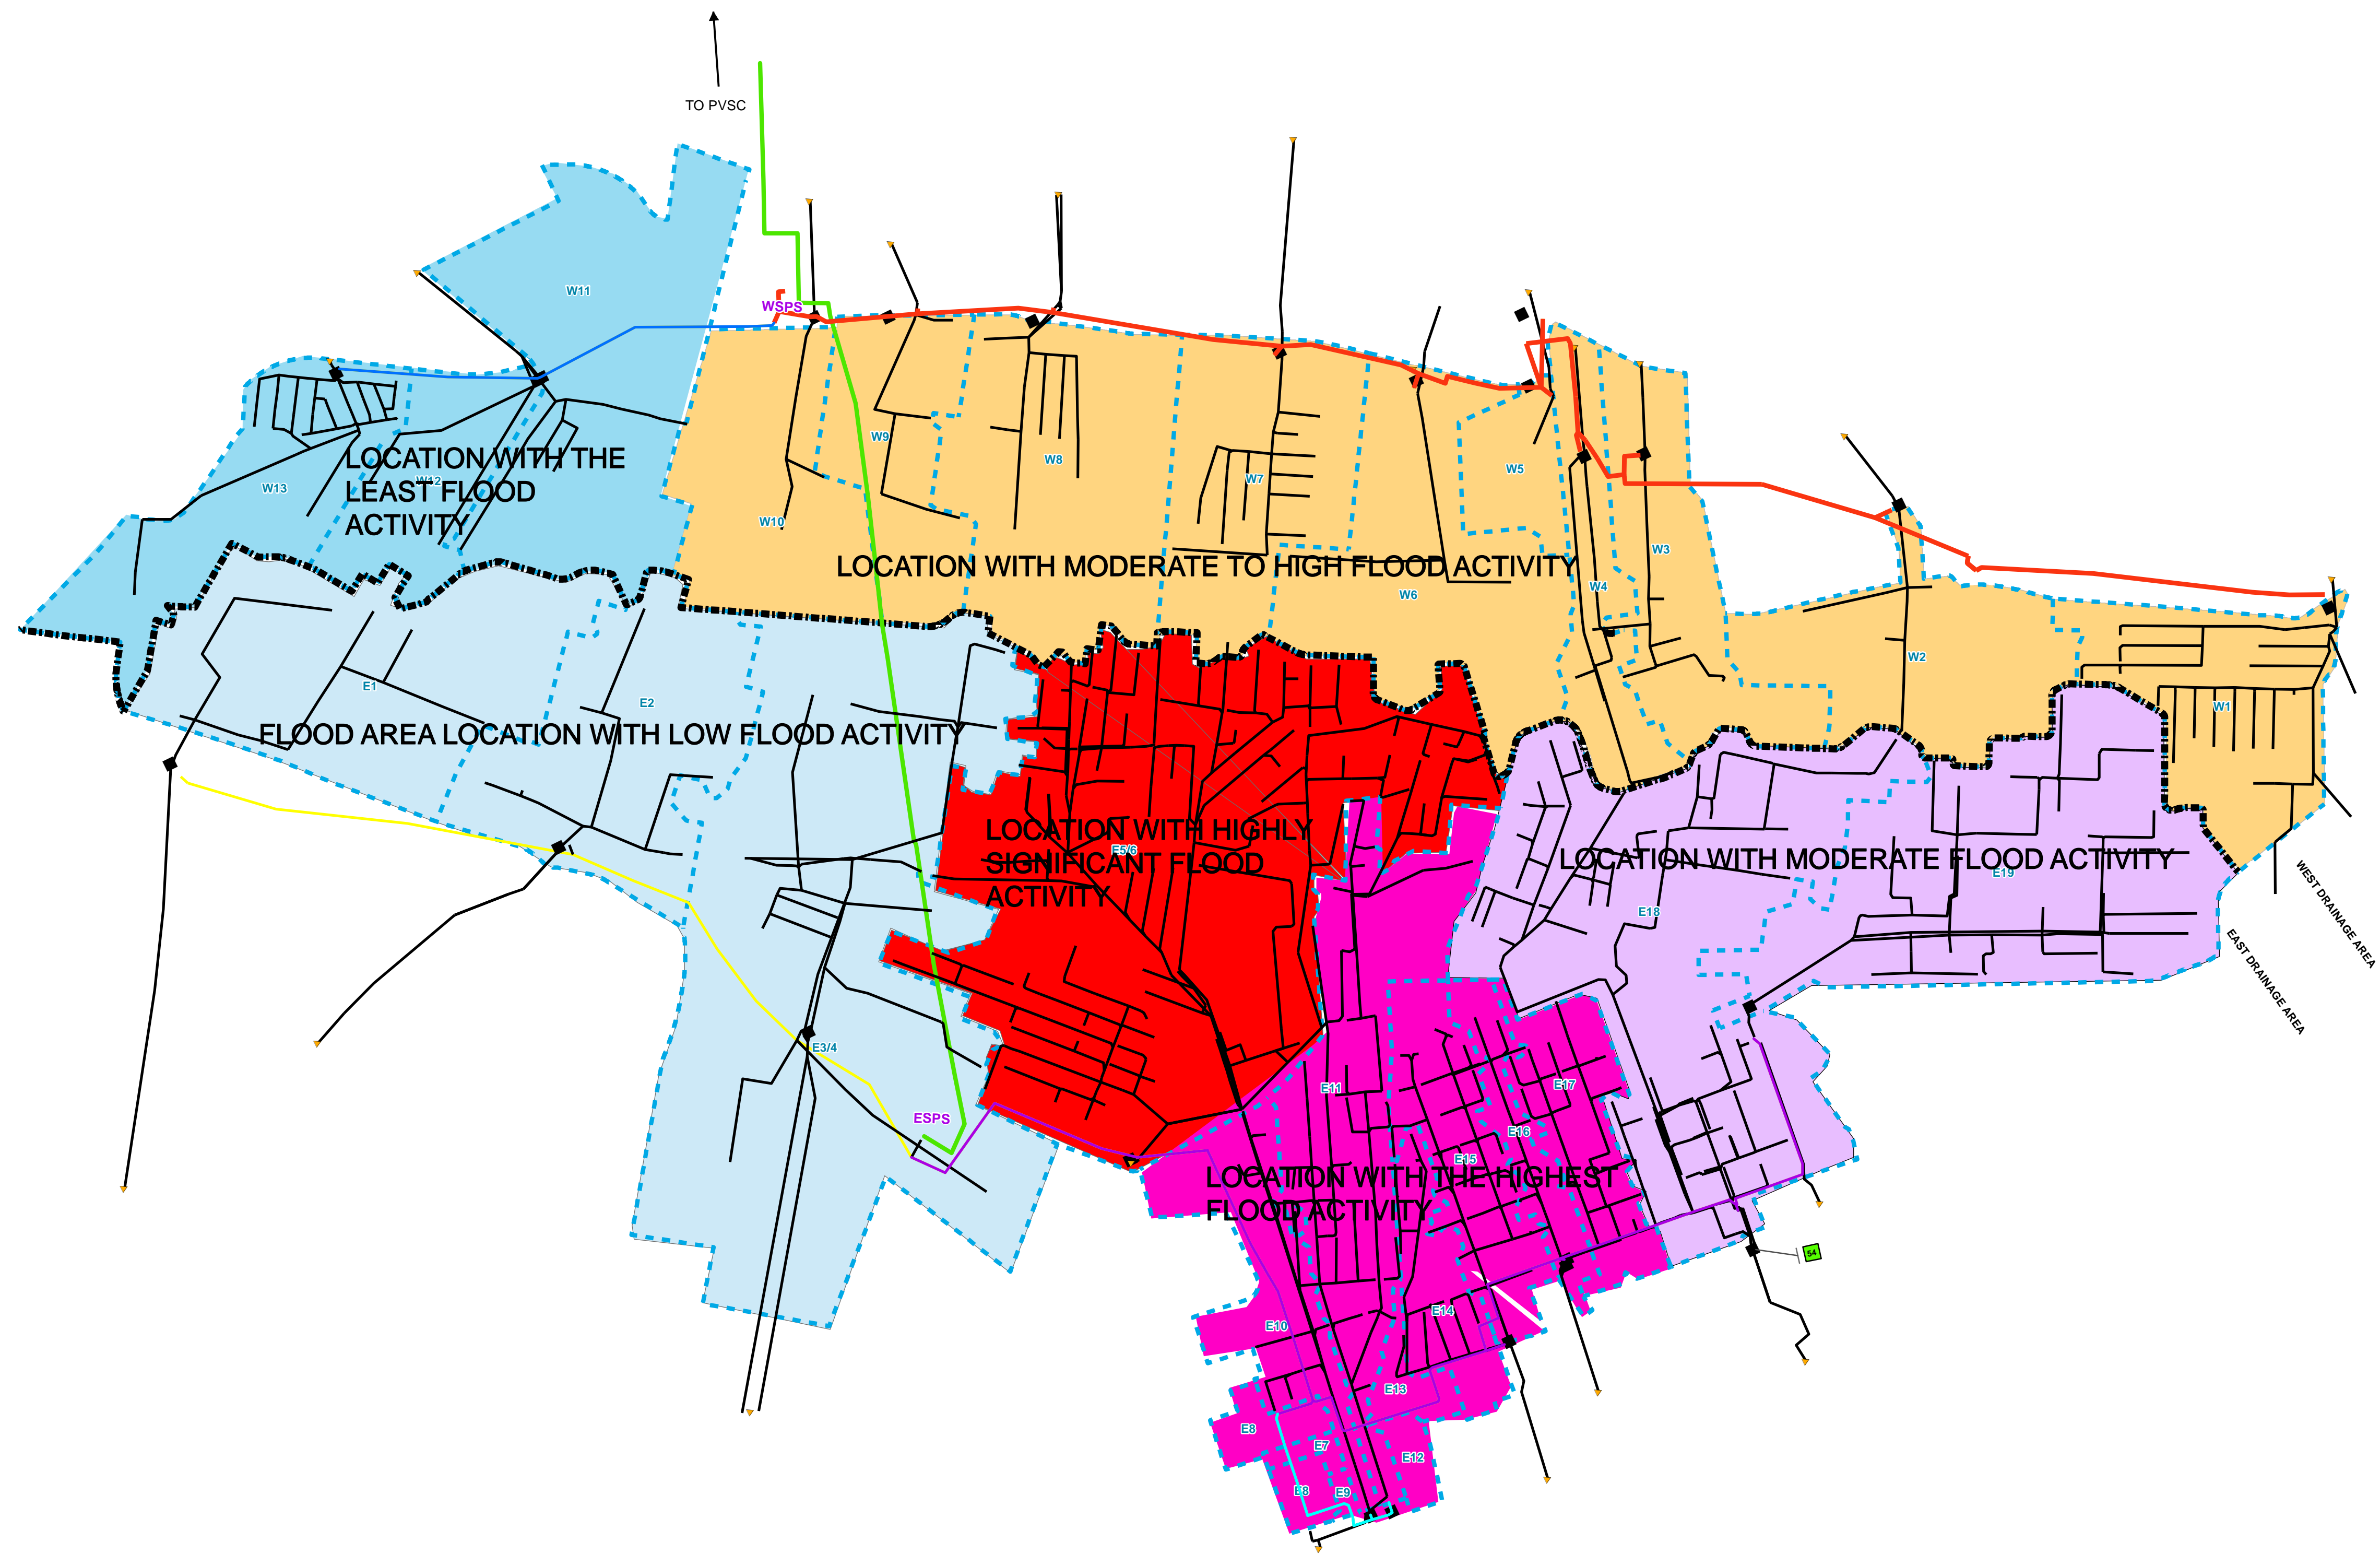 TO PVSC
W11
WSPS
W9
W8
LOCATION WITH THE
LEAST FLOOD
ACTIVITY
W13
W12
W5
W7
W10
W3
LOCATION WITH MODERATE TO HIGH FLOOD ACTIVITY
W4
W6
W2
E1
E2
W1
FLOOD AREA LOCATION WITH LOW FLOOD ACTIVITY
LOCATION WITH HIGHLY
SIGNIFICANT FLOOD
ACTIVITY
E5/6
LOCATION WITH MODERATE FLOOD ACTIVITY
E19
E18
WEST DRAINAGE AREA
EAST DRAINAGE AREA
E3/4
E11
E17
ESPS
E16
E15
LOCATION WITH THE HIGHEST
FLOOD ACTIVITY
54
E14
E10
E13
E8
E7
E12
E8
E9